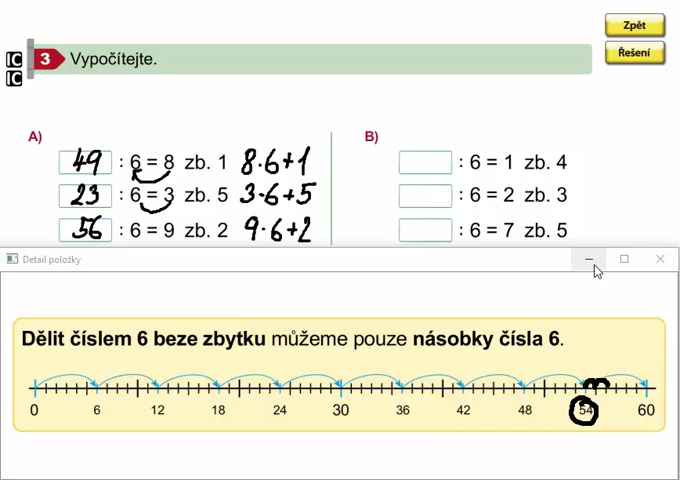 Zpět
3 Vypočítejte.
Řešení
A)
B)
49 : 6 = 8 zb. 1 8·6+1
: 6 = 1 zb. 4
23 : 6 = 3 zb. 5 3·6+5
: 6 = 2 zb. 3
56 : 6 = 9 zb. 2 9·6+2
: 6 = 7 zb. 5
Detail položky
Dělit číslem 6 beze zbytku můžeme pouze násobky čísla 6.
0 6 12 18 24 30 36 42 48 54 60